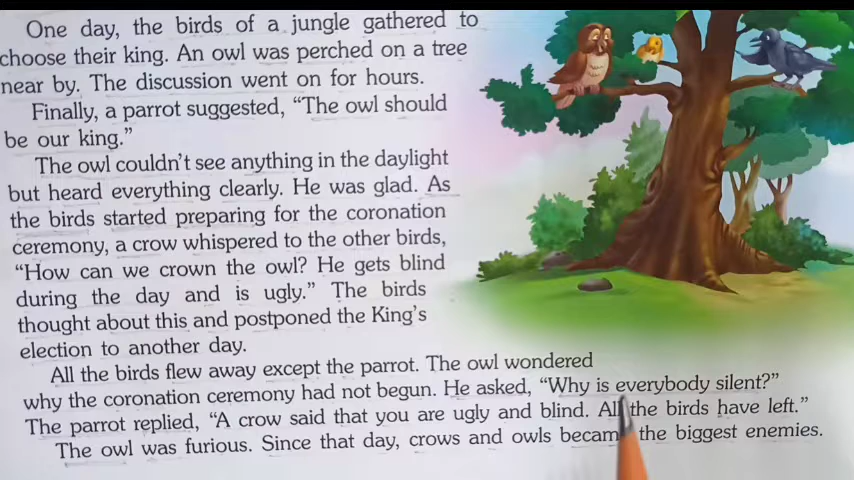 One day, the birds of a jungle gathered to
choose their king. An owl was perched on a tree
near by. The discussion went on for hours.
Finally, a parrot suggested, “The owl should
be our king.”
The owl couldn’t see anything in the daylight
but heard everything clearly. He was glad. As
the birds started preparing for the coronation
ceremony, a crow whispered to the other birds,
“How can we crown the owl? He gets blind
during the day and is ugly.” The birds
thought about this and postponed the King’s
election to another day.
All the birds flew away except the parrot. The owl wondered
why the coronation ceremony had not begun. He asked, “Why is everybody silent?”
The parrot replied, “A crow said that you are ugly and blind. All the birds have left.”
The owl was furious. Since that day, crows and owls became the biggest enemies.